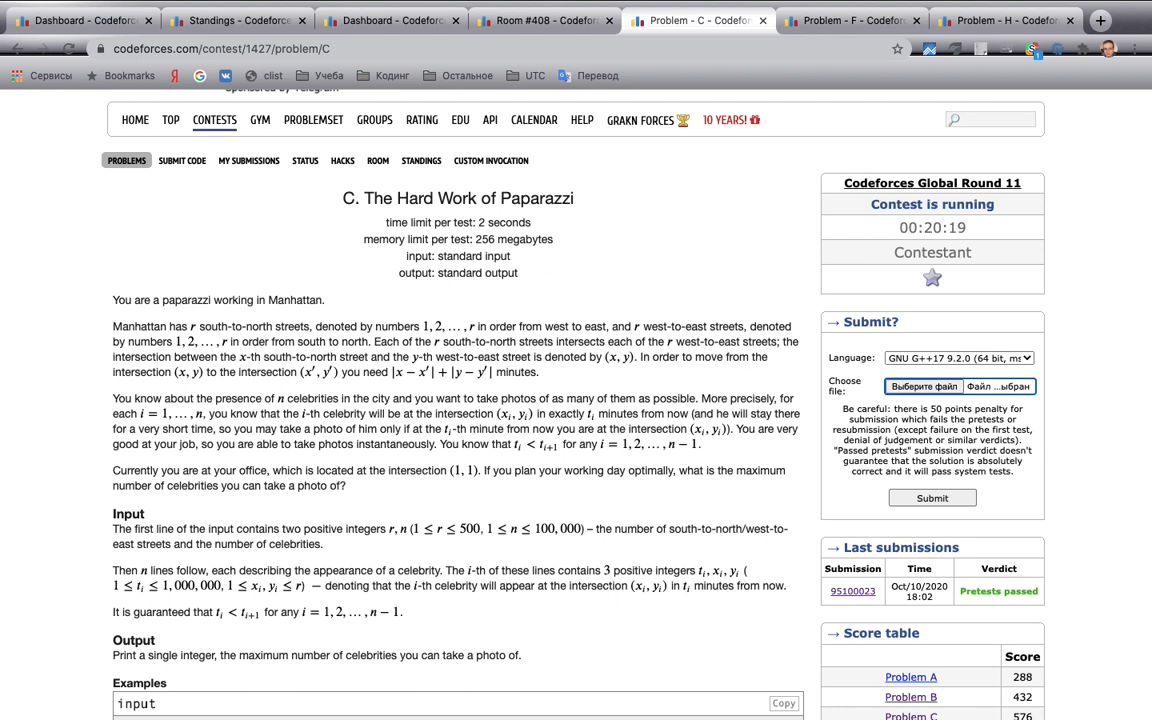 Dashboard - Codeforc
Standings - Codeforce
Dashboard - Codeforc
Room #408 - Codeforc
Problem - C - Codefor
Problem - F - Codefor
Problem - H - Codefor
codeforces.com/contest/1427/problem/C
Сервисы Bookmarks clist Учеба Кодинг Остальное UTC Перевод
Sponsored by Telegram
HOME TOP CONTESTS GYM PROBLEMSET GROUPS RATING EDU API CALENDAR HELP GRAKN FORCES 10 YEARS!
PROBLEMS SUBMIT CODE MY SUBMISSIONS STATUS HACKS ROOM STANDINGS CUSTOM INVOCATION
C. The Hard Work of Paparazzi
time limit per test: 2 seconds
memory limit per test: 256 megabytes
input: standard input
output: standard output
You are a paparazzi working in Manhattan.
Manhattan has r south-to-north streets, denoted by numbers 1, 2, …, r in order from west to east, and r west-to-east streets, denoted
by numbers 1, 2, …, r in order from south to north. Each of the r south-to-north streets intersects each of the r west-to-east streets; the
intersection between the x-th south-to-north street and the y-th west-to-east street is denoted by (x, y). In order to move from the
intersection (x, y) to the intersection (x′, y′) you need |x − x′| + |y − y′| minutes.
You know about the presence of n celebrities in the city and you want to take photos of as many of them as possible. More precisely, for
each i = 1, …, n, you know that the i-th celebrity will be at the intersection (xᵢ, yᵢ) in exactly tᵢ minutes from now (and he will stay there
for a very short time, so you may take a photo of him only if at the tᵢ-th minute from now you are at the intersection (xᵢ, yᵢ)). You are very
good at your job, so you are able to take photos instantaneously. You know that tᵢ < tᵢ₊₁ for any i = 1, 2, …, n − 1.
Currently you are at your office, which is located at the intersection (1, 1). If you plan your working day optimally, what is the maximum
number of celebrities you can take a photo of?
Input
The first line of the input contains two positive integers r, n (1 ≤ r ≤ 500, 1 ≤ n ≤ 100, 000) – the number of south-to-north/west-to-
east streets and the number of celebrities.
Then n lines follow, each describing the appearance of a celebrity. The i-th of these lines contains 3 positive integers tᵢ, xᵢ, yᵢ (
1 ≤ tᵢ ≤ 1, 000, 000, 1 ≤ xᵢ, yᵢ ≤ r) — denoting that the i-th celebrity will appear at the intersection (xᵢ, yᵢ) in tᵢ minutes from now.
It is guaranteed that tᵢ < tᵢ₊₁ for any i = 1, 2, …, n − 1.
Output
Print a single integer, the maximum number of celebrities you can take a photo of.
Examples
input
Copy
Codeforces Global Round 11
Contest is running
00:20:19
Contestant
→ Submit?
Language: GNU G++17 9.2.0 (64 bit, ms
Choose file: Выберите файл Файл ...ыбран
Be careful: there is 50 points penalty for
submission which fails the pretests or
resubmission (except failure on the first test,
denial of judgement or similar verdicts).
"Passed pretests" submission verdict doesn't
guarantee that the solution is absolutely
correct and it will pass system tests.
Submit
→ Last submissions
Submission Time Verdict
95100023 Oct/10/2020 18:02 Pretests passed
→ Score table
Score
Problem A 288
Problem B 432
Problem C 576